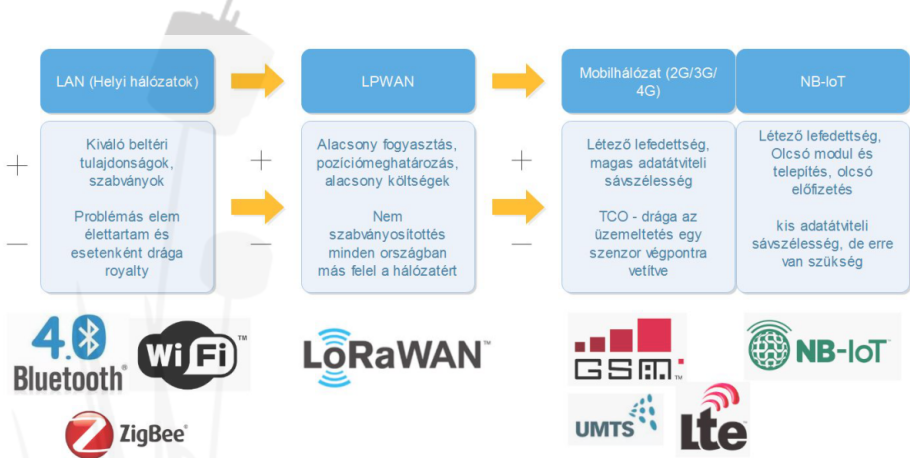 LAN (Helyi hálózatok)
LPWAN
Mobilhálózat (2G/3G/
4G)
NB-IoT
+
Kiváló beltéri
tulajdonságok,
szabványok
Problémás elem
élettartam és
esetenként drága
royalty
—
+
Alacsony fogyasztás,
pozíciómeghatározás,
alacsony költségek
Nem
szabványosítottés
minden országban
más felel a hálózatért
—
+
Létező lefedettség,
magas adatátviteli
sávszélesség
TCO - drága az
üzemeltetés egy
szenzor végpontra
vetítve
—
Létező lefedettség,
Olcsó modul és
telepítés, olcsó
előfizetés
kis adatátviteli
sávszélesség, de erre
van szükség
4.0
Bluetooth®
WiFi™
ZigBee®
LoRaWAN™
GSM™
UMTS
lte
NB-IoT